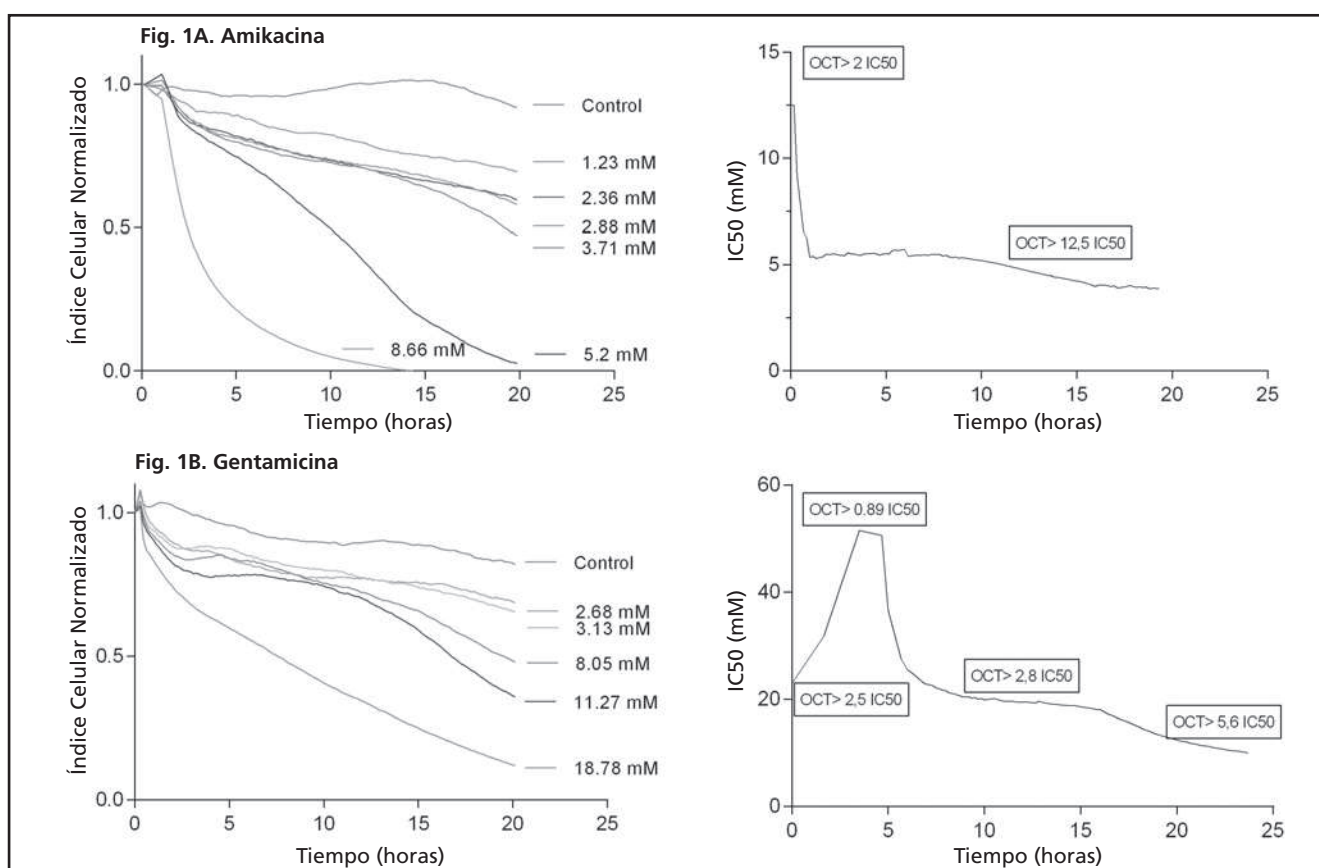 Fig. 1A. Amikacina
Índice Celular Normalizado
1.0
0.5
0.0
0
5
10
15
20
25
Tiempo (horas)
Control
1.23 mM
2.36 mM
2.88 mM
3.71 mM
8.66 mM
5.2 mM
IC50 (mM)
15
10
5
0
0
5
10
15
20
25
Tiempo (horas)
OCT> 2 IC50
OCT> 12,5 IC50
Fig. 1B. Gentamicina
Índice Celular Normalizado
1.0
0.5
0.0
0
5
10
15
20
25
Tiempo (horas)
Control
2.68 mM
3.13 mM
8.05 mM
11.27 mM
18.78 mM
IC50 (mM)
60
40
20
0
0
5
10
15
20
25
Tiempo (horas)
OCT> 0.89 IC50
OCT> 2,5 IC50
OCT> 2,8 IC50
OCT> 5,6 IC50